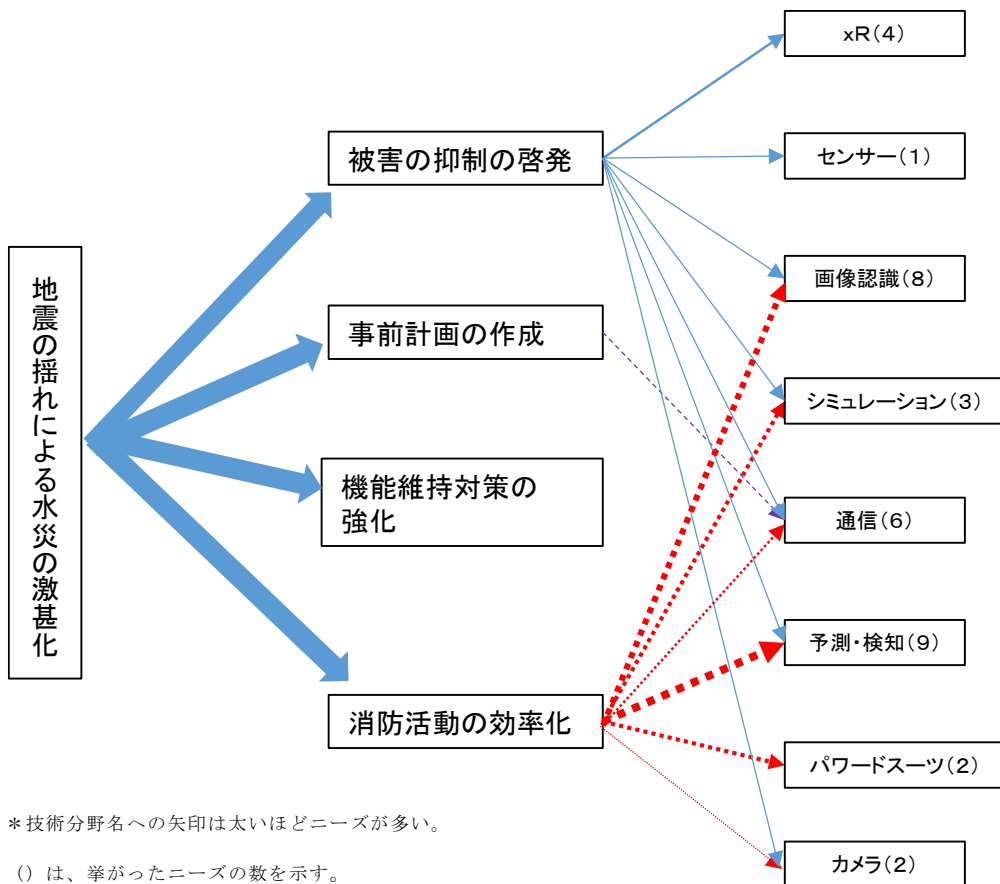 地震の揺れによる水災の激甚化
被害の抑制の啓発
事前計画の作成
機能維持対策の
強化
消防活動の効率化
xR(4)
センサー(1)
画像認識(8)
シミュレーション(3)
通信(6)
予測・検知(9)
パワードスーツ(2)
カメラ(2)
*技術分野名への矢印は太いほどニーズが多い。
()は、挙がったニーズの数を示す。